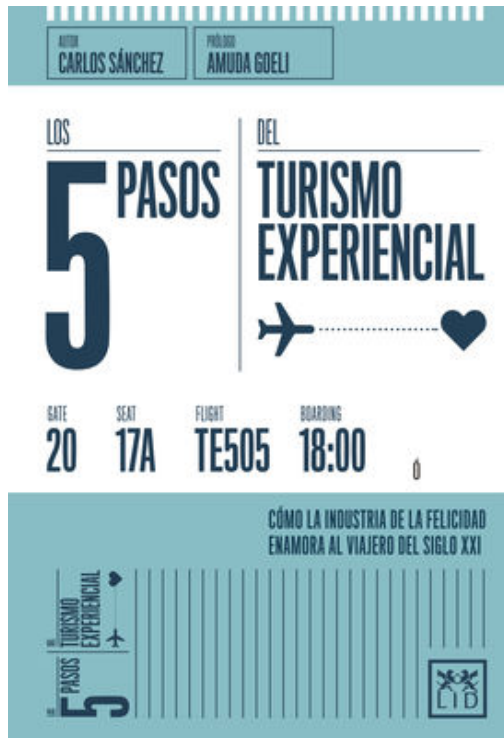 AUTOR
CARLOS SÁNCHEZ
PRÓLOGO
AMUDA GOELI
LOS
5 PASOS
DEL
TURISMO
EXPERIENCIAL
GATE
20
SEAT
17A
FLIGHT
TE505
BOARDING
18:00
Ó
CÓMO LA INDUSTRIA DE LA FELICIDAD
ENAMORA AL VIAJERO DEL SIGLO XXI
5 PASOS
TURISMO
EXPERIENCIAL
LID